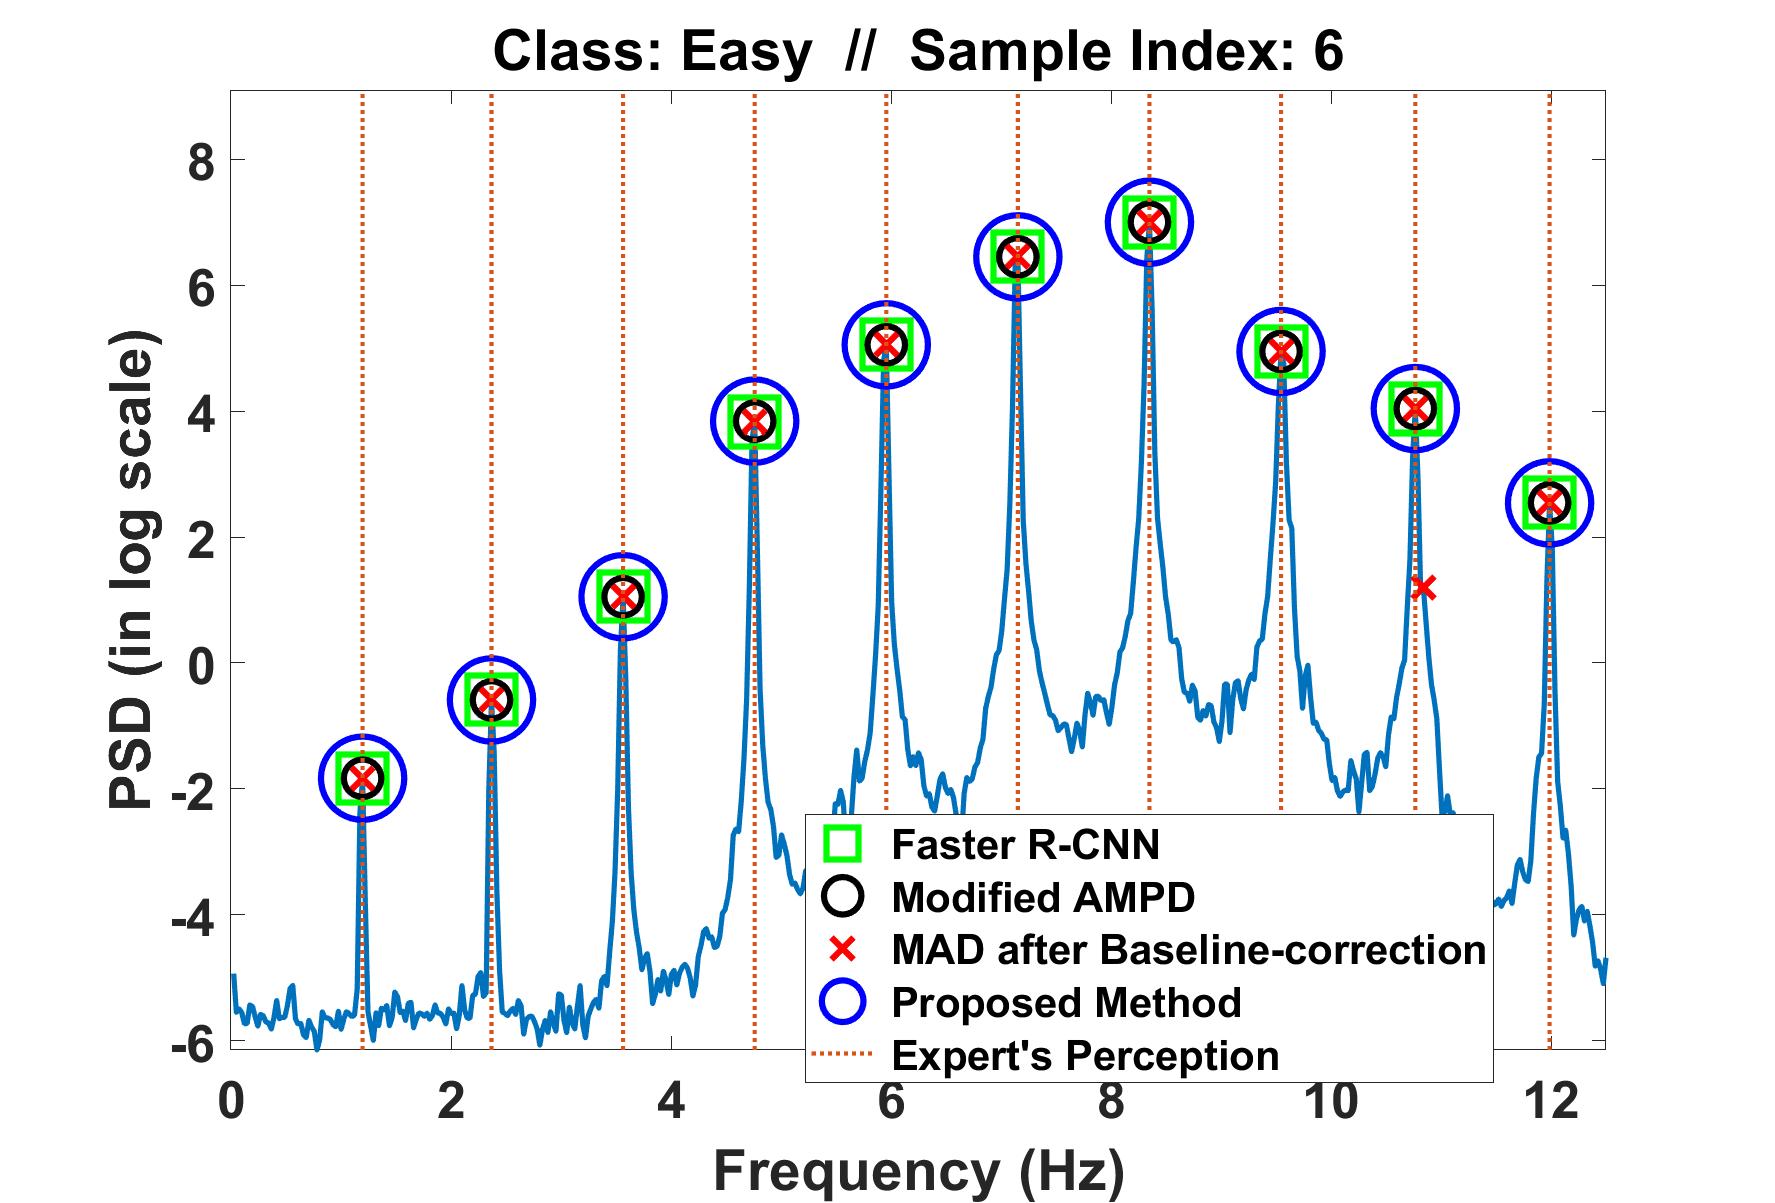 Class: Easy // Sample Index: 6
PSD (in log scale)
8
6
4
2
0
-2
-4
-6
Faster R-CNN
Modified AMPD
MAD after Baseline-correction
Proposed Method
Expert's Perception
0 2 4 6 8 10 12
Frequency (Hz)